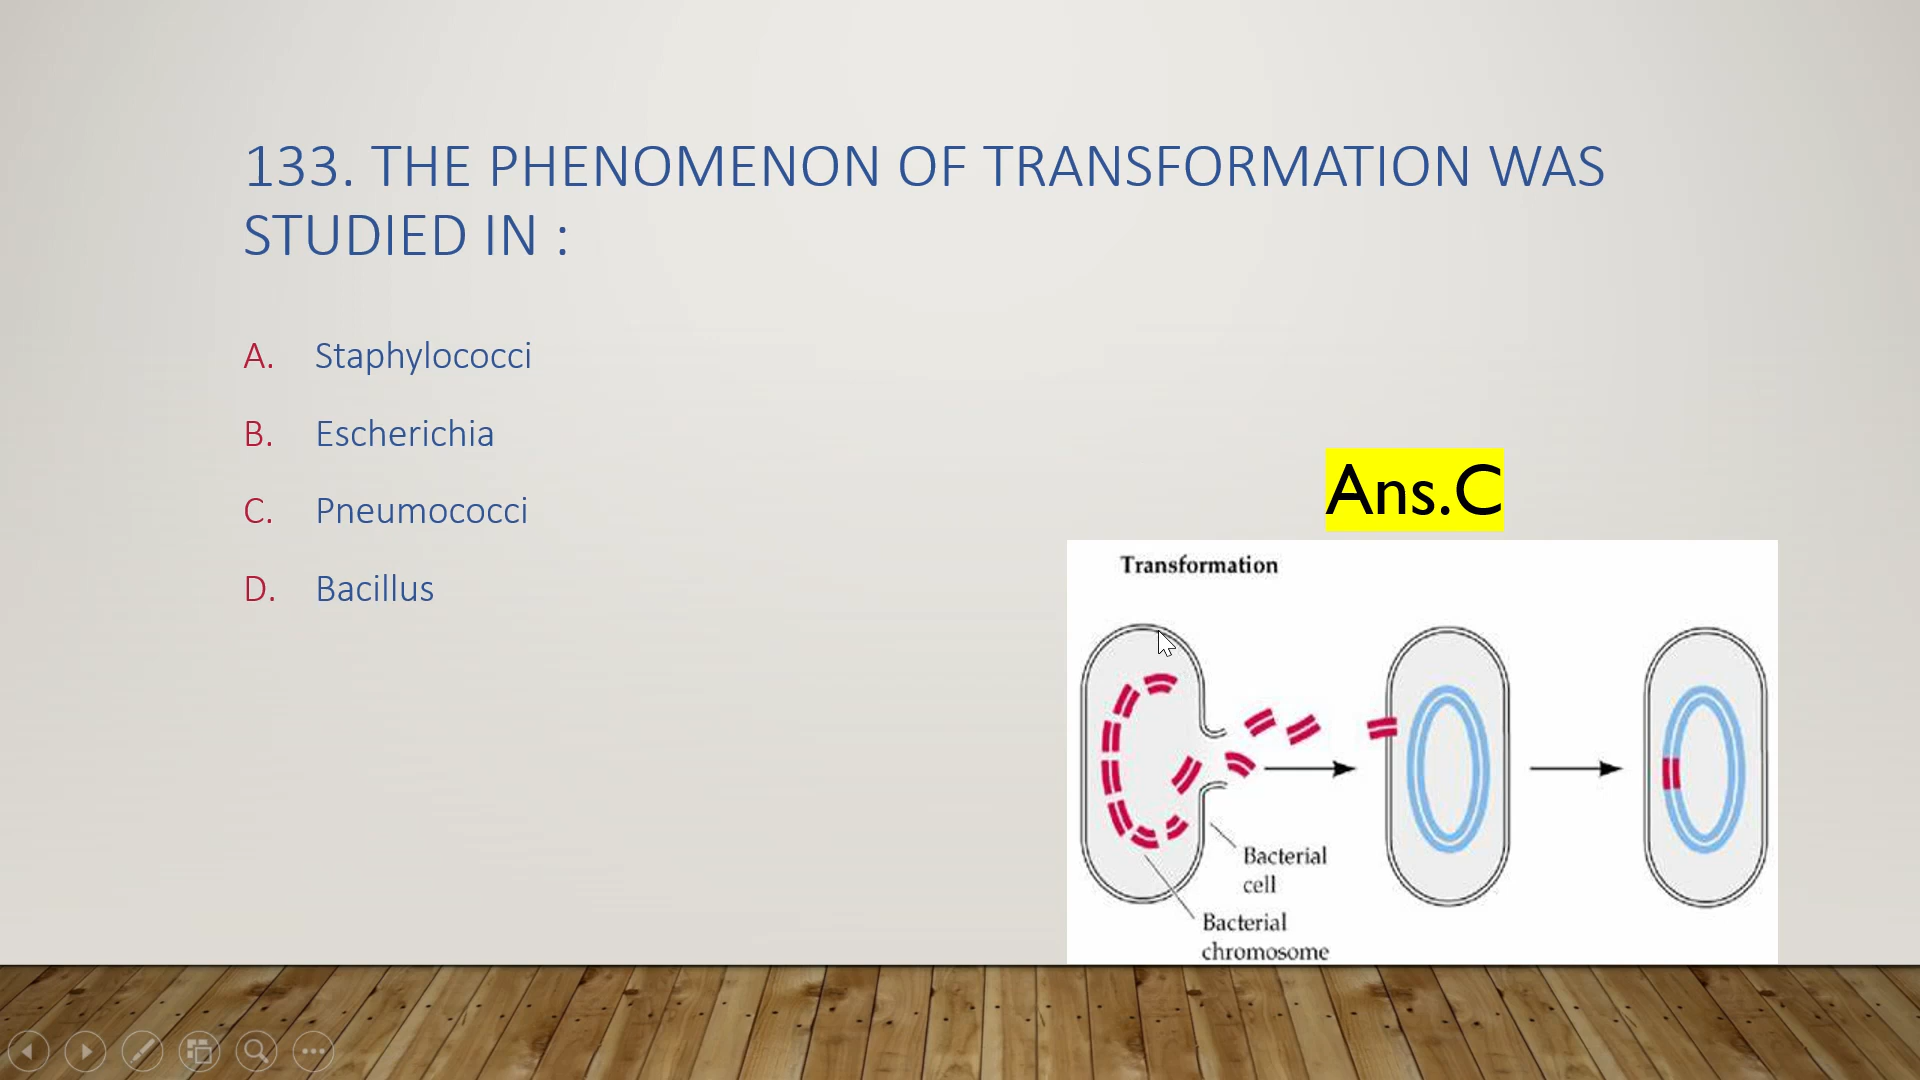 133. THE PHENOMENON OF TRANSFORMATION WAS
STUDIED IN :
A. Staphylococci
B. Escherichia
C. Pneumococci
D. Bacillus
Ans.C
Transformation
Bacterial
cell
Bacterial
chromosome